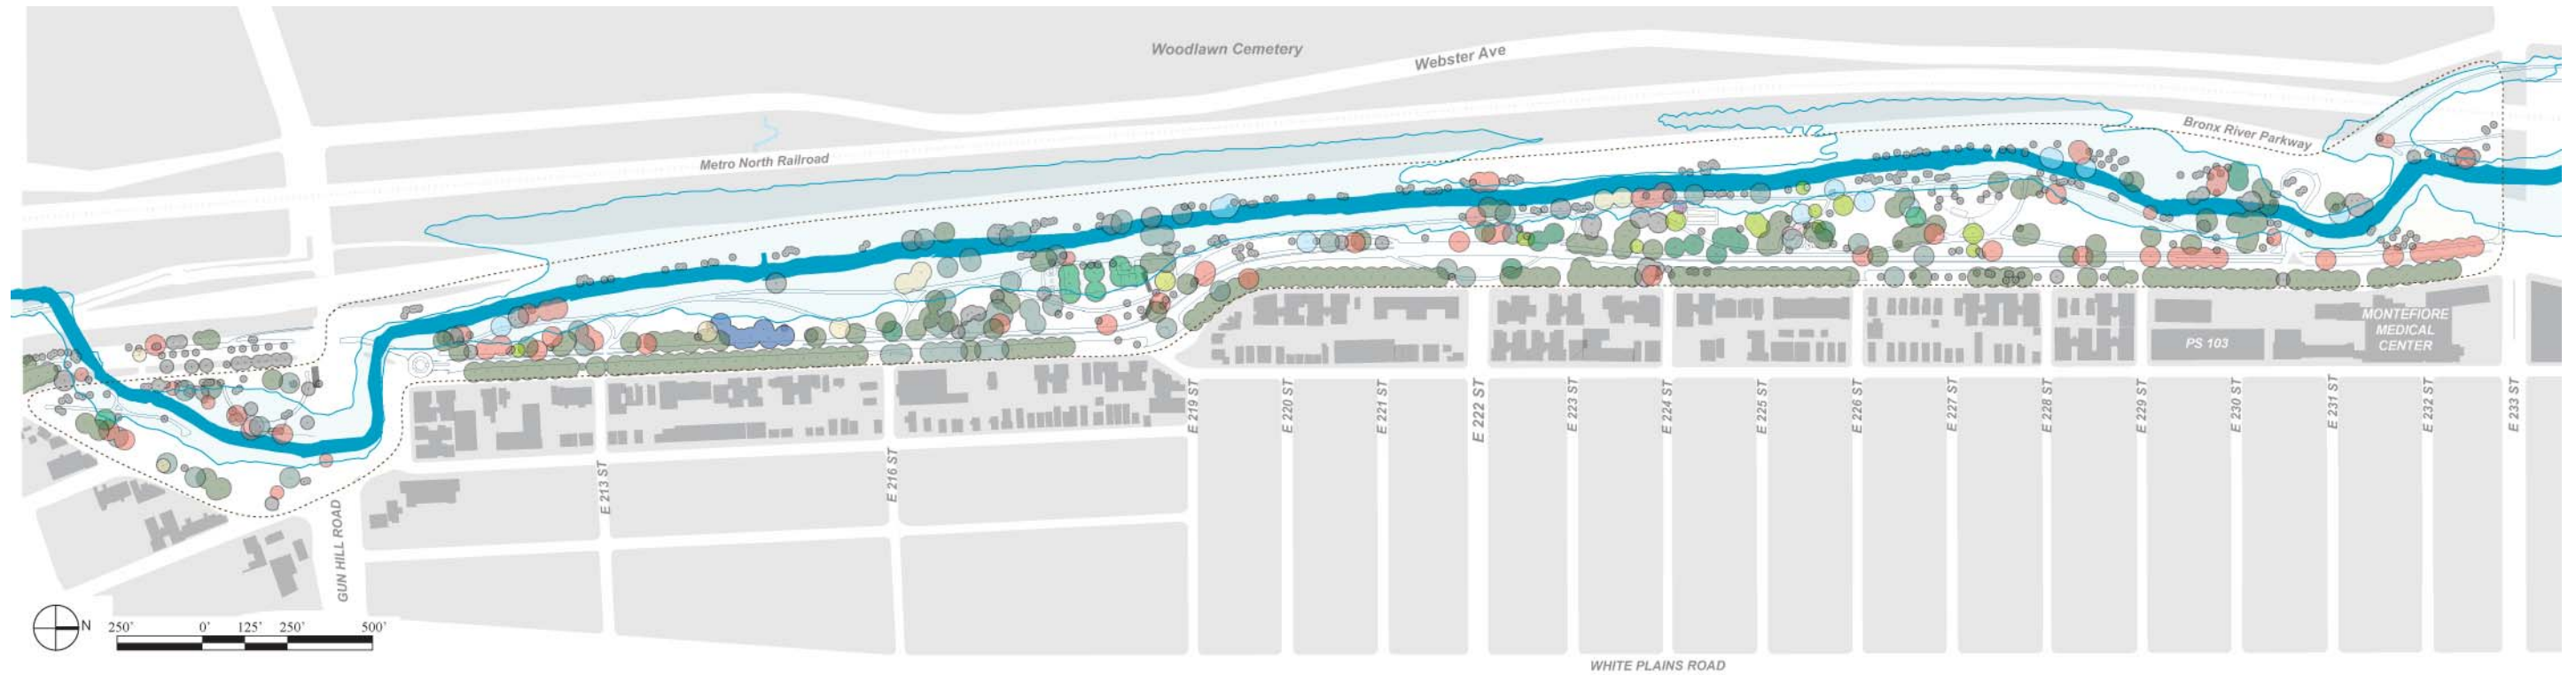 Woodlawn Cemetery
Webster Ave
Metro North Railroad
Bronx River Parkway
MONTEFIORE
MEDICAL
CENTER
PS 103
E 219 ST
E 220 ST
E 221 ST
E 222 ST
E 223 ST
E 224 ST
E 225 ST
E 226 ST
E 227 ST
E 228 ST
E 229 ST
E 230 ST
E 231 ST
E 232 ST
E 233 ST
E 213 ST
E 216 ST
GUN HILL ROAD
N
250' 0' 125' 250' 500'
WHITE PLAINS ROAD